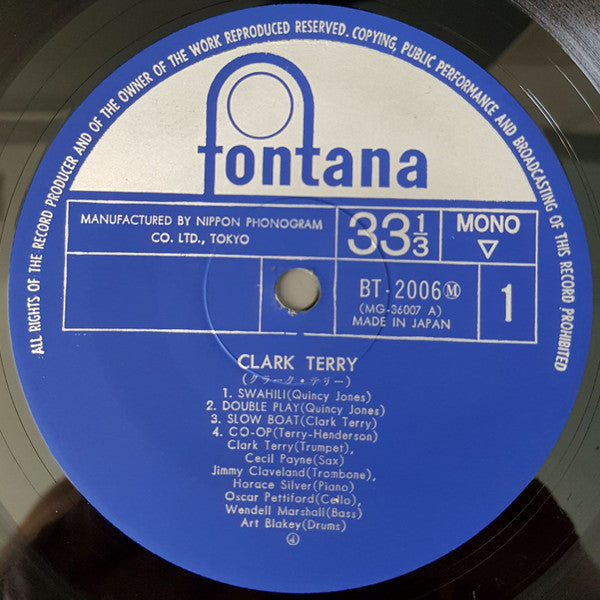 ALL RIGHTS OF THE RECORD PRODUCER AND OF THE OWNER OF THE WORK REPRODUCED RESERVED. COPYING, PUBLIC PERFORMANCE AND BROADCASTING OF THIS RECORD PROHIBITED
fontana
MANUFACTURED BY NIPPON PHONOGRAM
CO. LTD., TOKYO
33 1/3
MONO
▽
BT-2006 Ⓜ
(MG-36007 A)
MADE IN JAPAN
1
CLARK TERRY
(クラーク・テリー)
1. SWAHILI(Quincy Jones)
2. DOUBLE PLAY(Quincy Jones)
3. SLOW BOAT(Clark Terry)
4. CO-OP(Terry-Henderson)
Clark Terry(Trumpet),
Cecil Payne(Sax)
Jimmy Claveland(Trombone),
Horace Silver(Piano)
Oscar Pettiford(Cello),
Wendell Marshall(Bass)
Art Blakey(Drums)
④